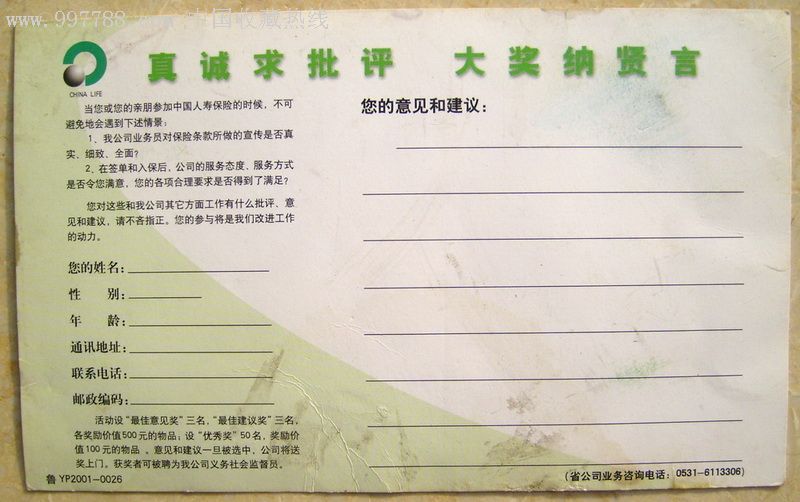 www.997788.com 中国收藏热线
CHINA LIFE
真诚求批评 大奖纳贤言
当您或您的亲朋参加中国人寿保险的时候，不可
避免地会遇到下述情景：
1、我公司业务员对保险条款所做的宣传是否真
实、细致、全面？
2、在签单和入保后，公司的服务态度、服务方式
是否令您满意，您的各项合理要求是否得到了满足？
您对这些和我公司其它方面工作有什么批评、意
见和建议，请不吝指正。您的参与将是我们改进工作
的动力。
您的姓名：
性 别：
年 龄：
通讯地址：
联系电话：
邮政编码：
活动设“最佳意见奖”三名，“最佳建议奖”三名，
各奖励价值500元的物品；设“优秀奖”50名，奖励价
值100元的物品。意见和建议一旦被选中，公司将送
奖上门。获奖者可被聘为我公司义务社会监督员。
鲁 YP2001-0026
您的意见和建议：
(省公司业务咨询电话：0531-6113306)